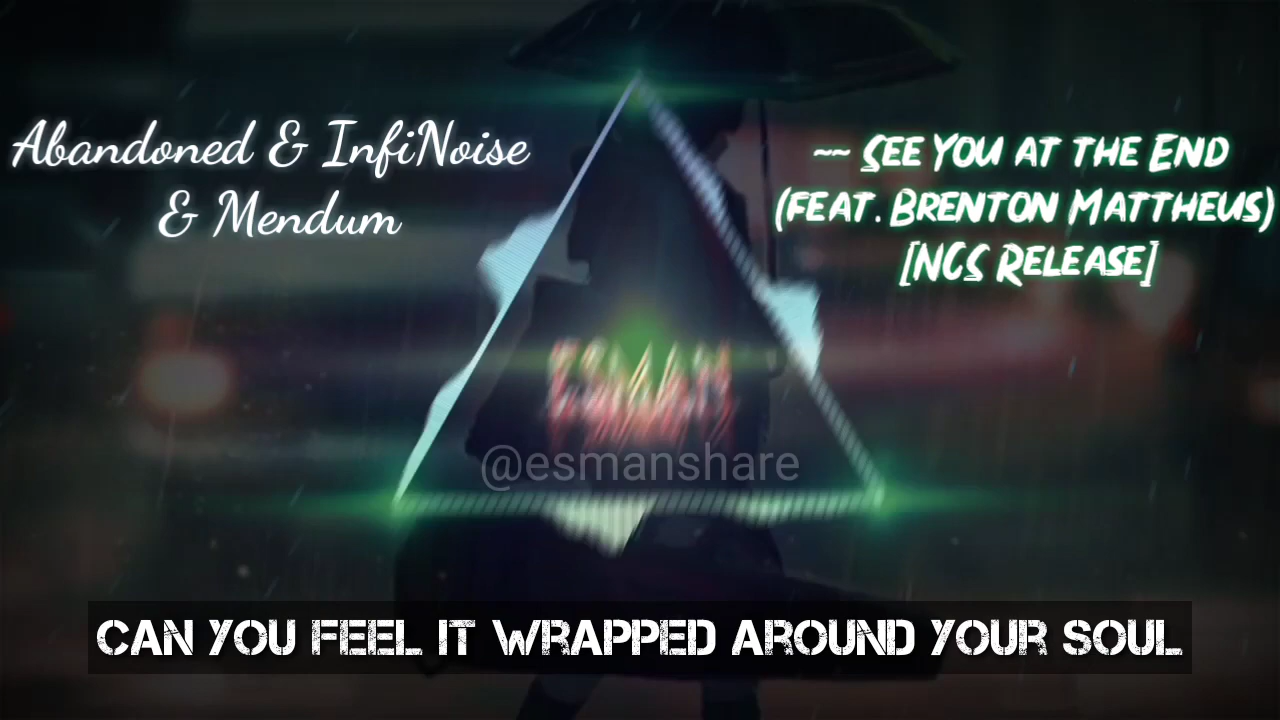 Abandoned & InfiNoise
& Mendum
~~ See You at the End
(feat. Brenton Mattheus)
[NCS Release]
ESMAN
@esmanshare
CAN YOU FEEL IT WRAPPED AROUND YOUR SOUL